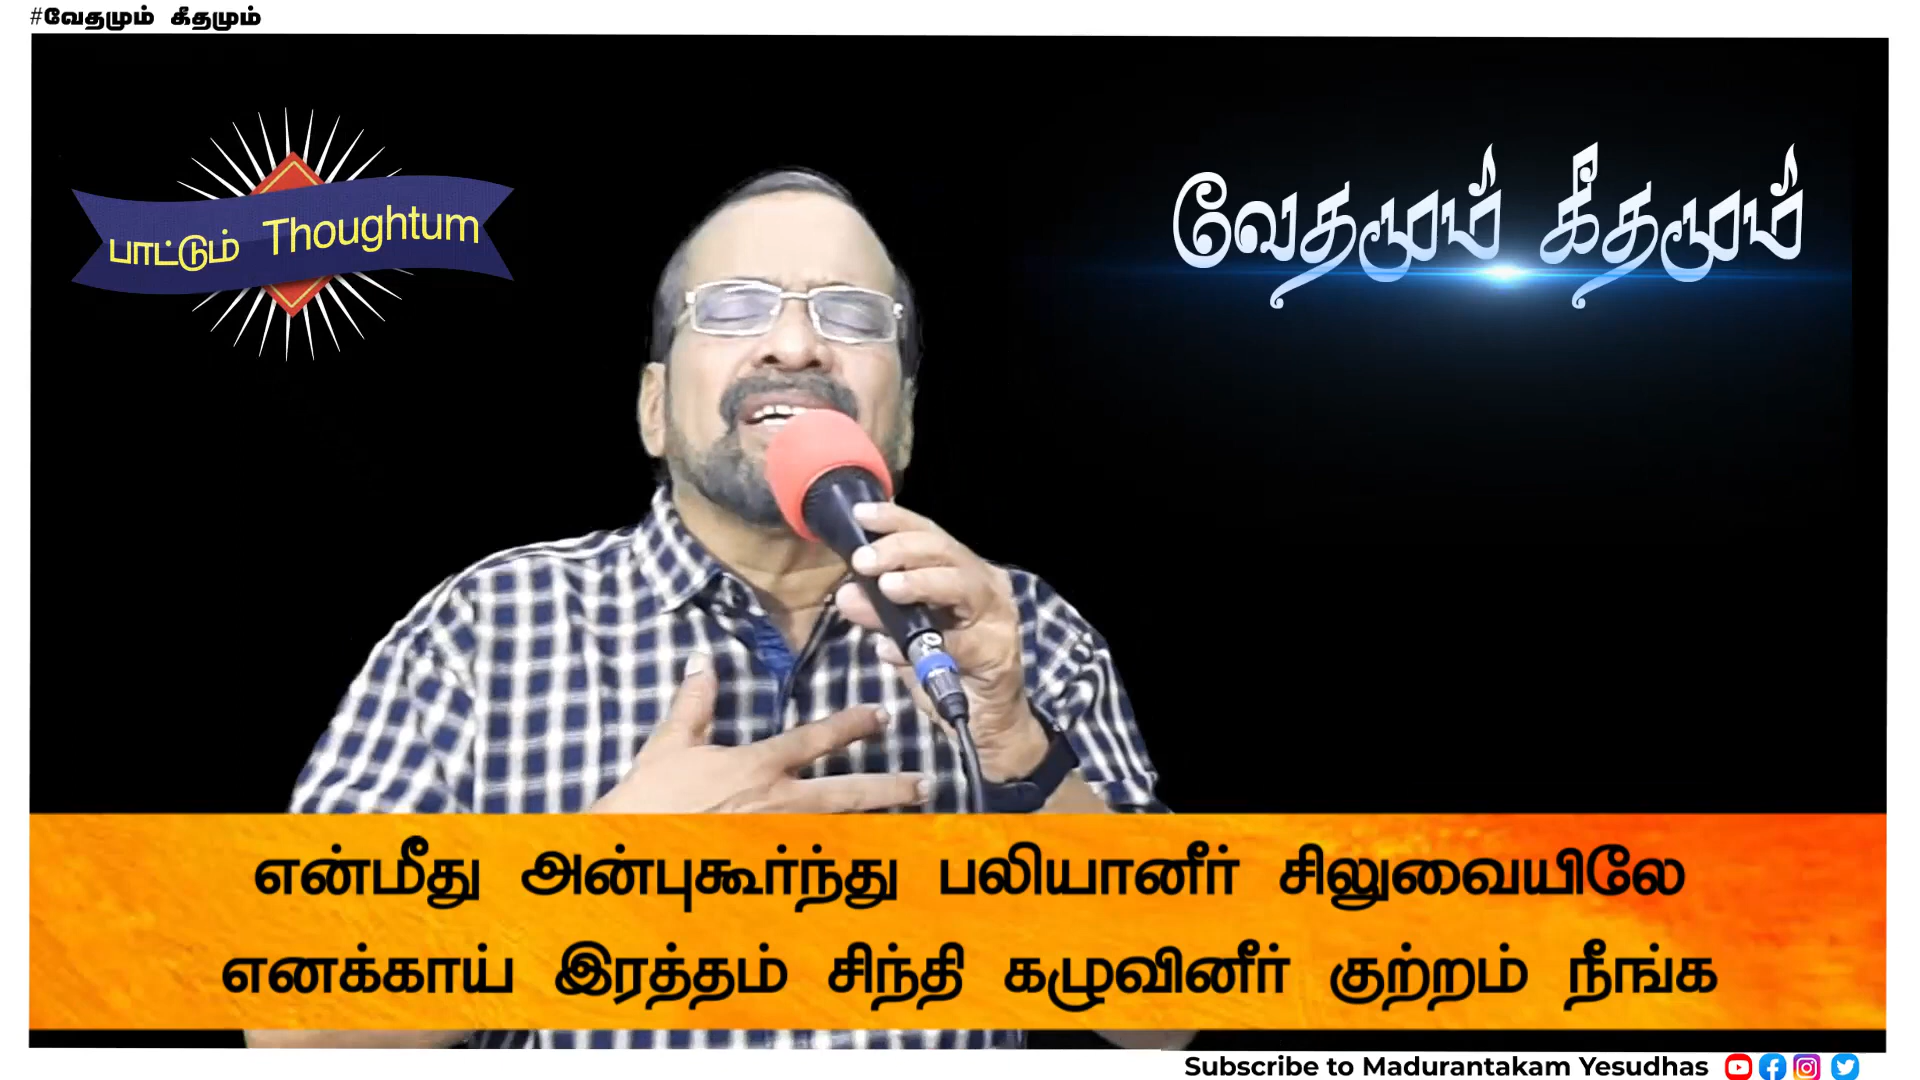 #வேதமும் கீதமும்
பாட்டும் Thoughtum
வேதமும் கீதமும்
என்மீது அன்புகூர்ந்து பலியானீர் சிலுவையிலே
எனக்காய் இரத்தம் சிந்தி கழுவினீர் குற்றம் நீங்க
Subscribe to Madurantakam Yesudhas